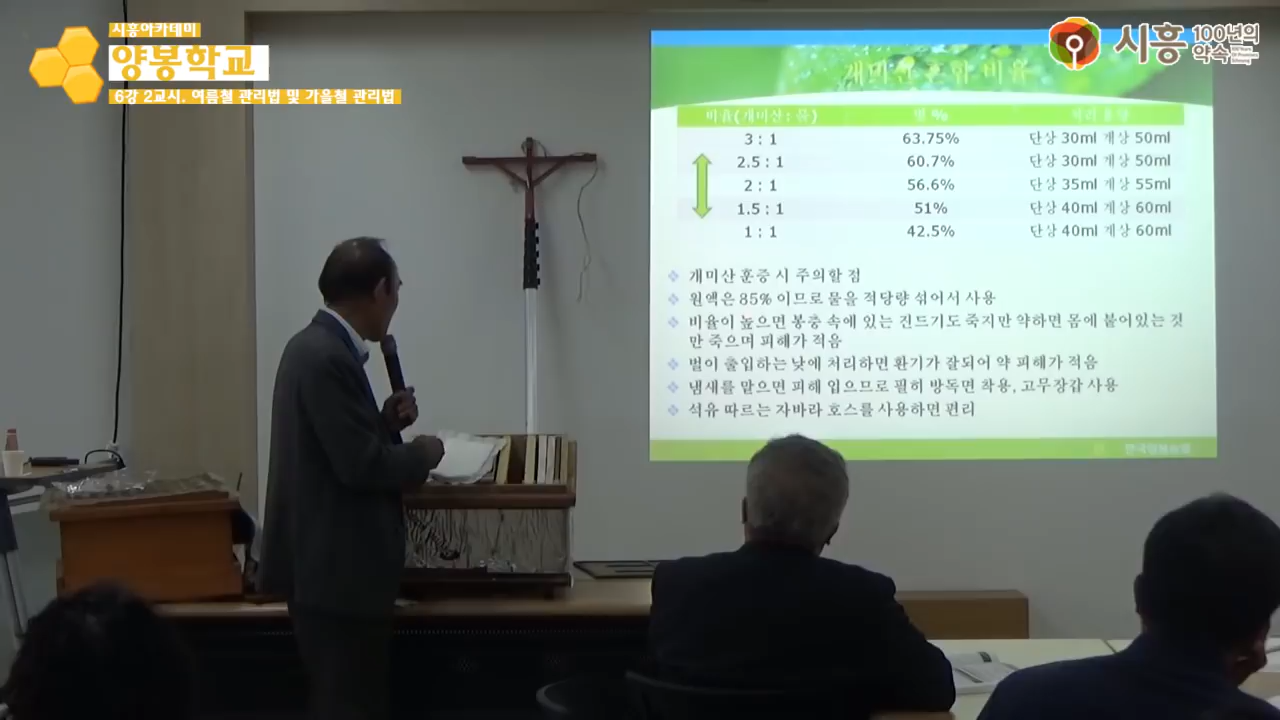 시흥아카데미
양봉학교
6강 2교시. 여름철 관리법 및 가을철 관리법
시흥 100년의 약속
개미산 혼합 비율
비율(개미산 : 물)
3 : 1 63.75% 단상 30ml 계상 50ml
2.5 : 1 60.7% 단상 30ml 계상 50ml
2 : 1 56.6% 단상 35ml 계상 55ml
1.5 : 1 51% 단상 40ml 계상 60ml
1 : 1 42.5% 단상 40ml 계상 60ml
개미산 훈증 시 주의할 점
원액은 85% 이므로 물을 적당량 섞어서 사용
비율이 높으면 봉충 속에 있는 진드기도 죽지만 약하면 몸에 붙어있는 것
만 죽으며 피해가 적음
벌이 출입하는 낮에 처리하면 환기가 잘되어 약 피해가 적음
냄새를 맡으면 피해 입으므로 필히 방독면 착용, 고무장갑 사용
석유 따르는 자바라 호스를 사용하면 편리